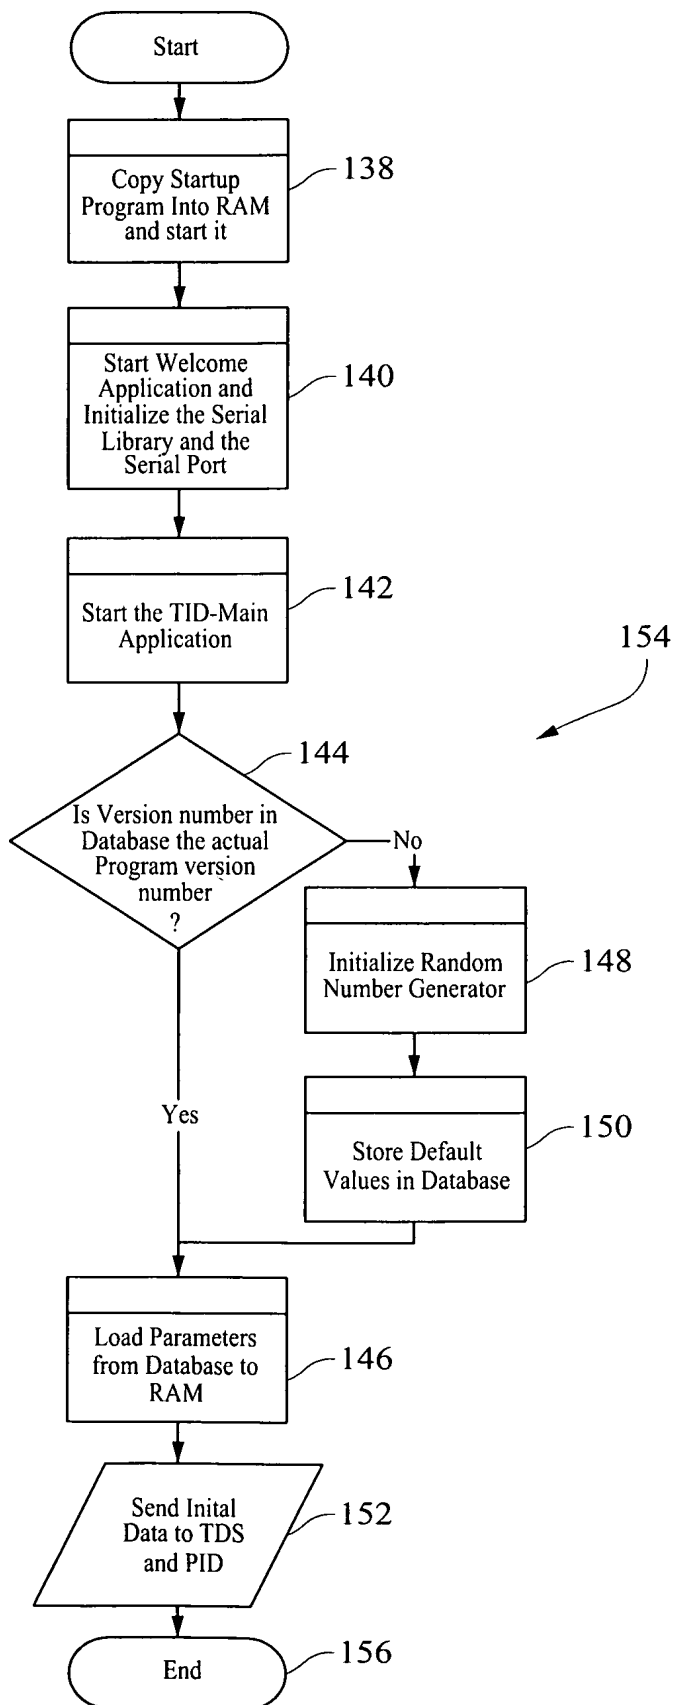 Start
Copy Startup
Program Into RAM
and start it
138
Start Welcome
Application and
Initialize the Serial
Library and the
Serial Port
140
Start the TID-Main
Application
142
154
144
Is Version number in
Database the actual
Program version
number
?
No
Initialize Random
Number Generator
148
Yes
Store Default
Values in Database
150
Load Parameters
from Database to
RAM
146
Send Inital
Data to TDS
and PID
152
End
156